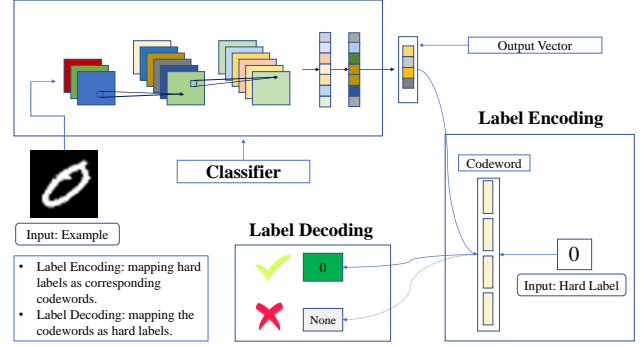 Output Vector
Label Encoding
Classifier
Codeword
Input: Example
Label Decoding
0
0
Input: Hard Label
None
• Label Encoding: mapping hard
labels as corresponding
codewords.
• Label Decoding: mapping the
codewords as hard labels.